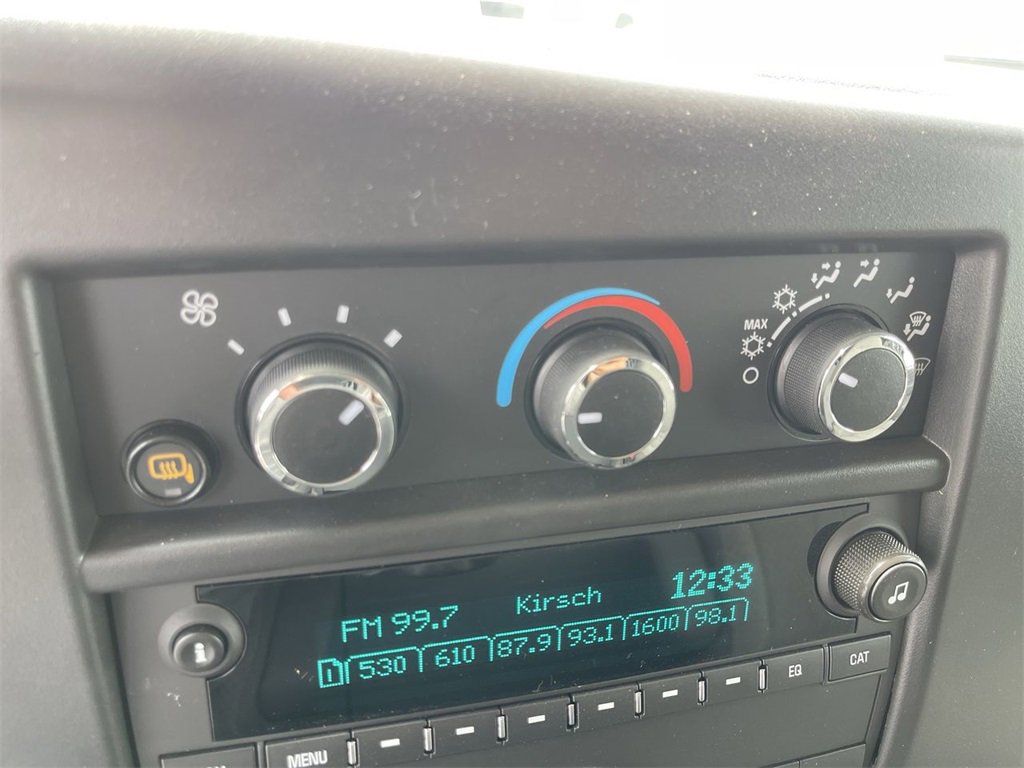 MAX
12:33
FM 99.7 Kirsch
1 530 610 87.9 93.1 1600 98.1
i
MENU EQ CAT